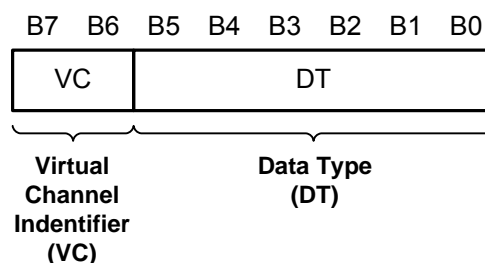 B7 B6 B5 B4 B3 B2 B1 B0
VC DT
Virtual
Channel
Indentifier
(VC)
Data Type
(DT)